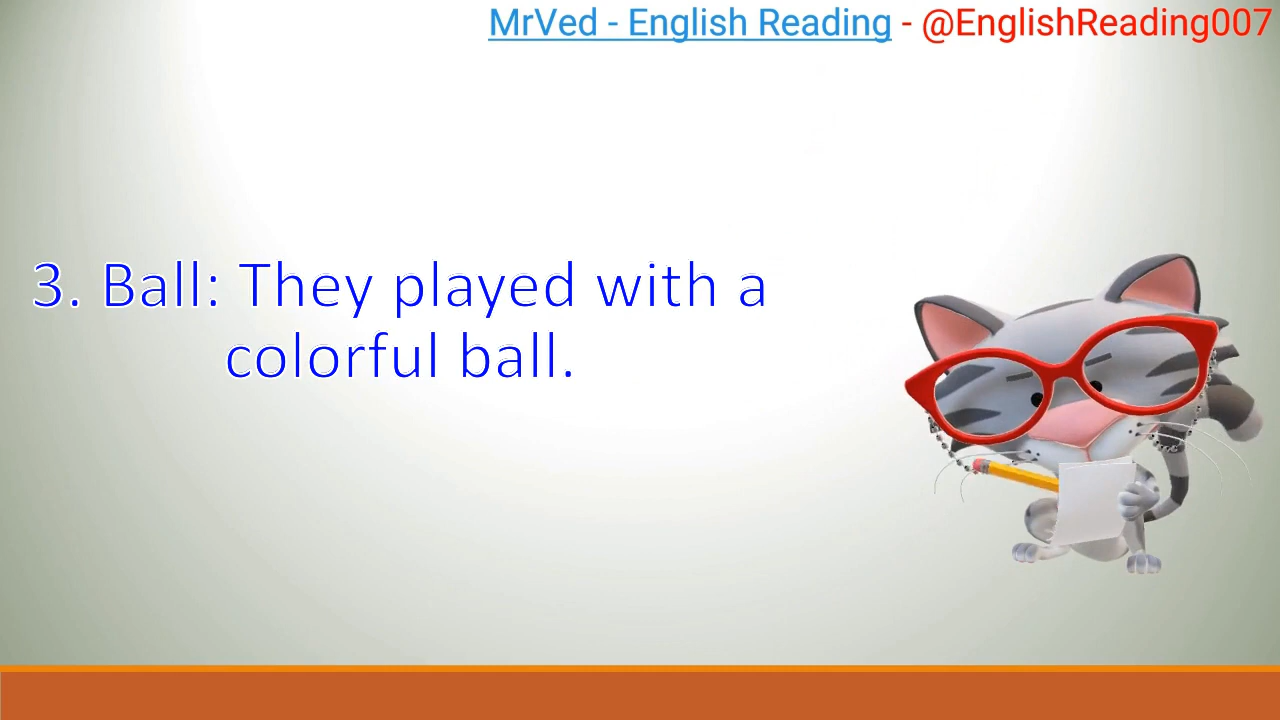 MrVed - English Reading - @EnglishReading007
3. Ball: They played with a
colorful ball.